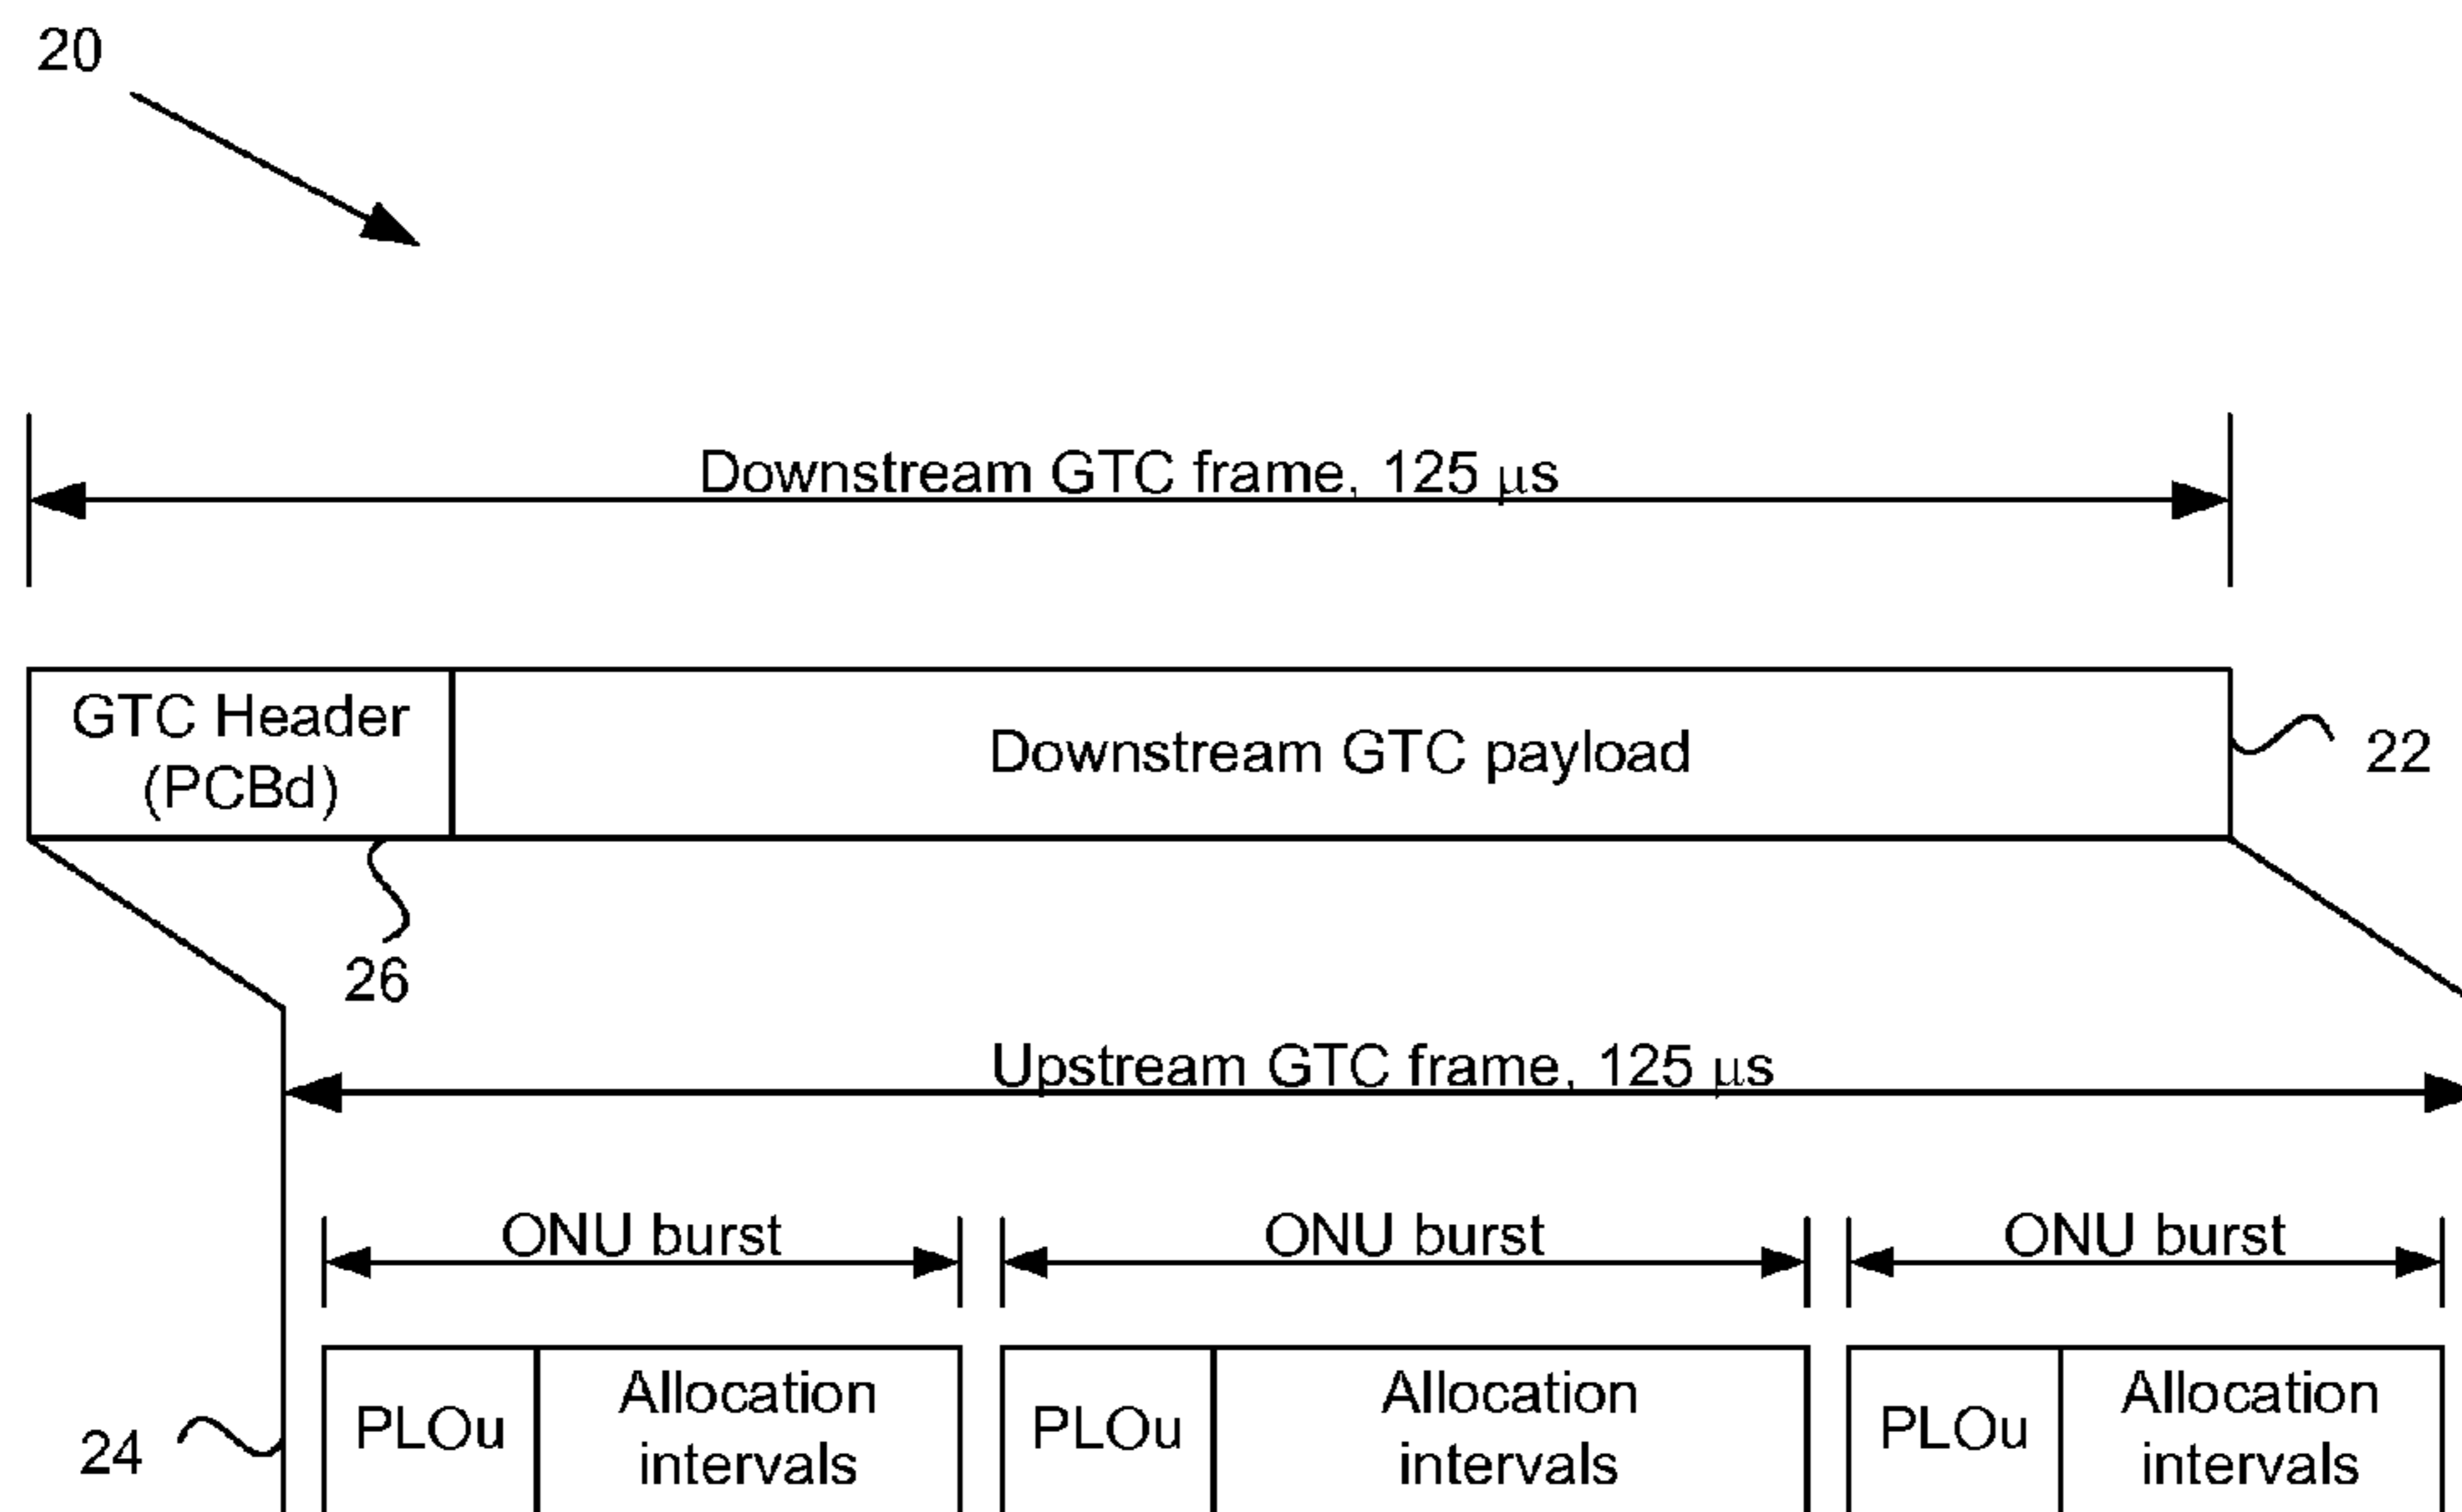 20
Downstream GTC frame, 125 μs
GTC Header
(PCBd)
Downstream GTC payload
22
26
Upstream GTC frame, 125 μs
ONU burst
ONU burst
ONU burst
24
PLOu
Allocation
intervals
PLOu
Allocation
intervals
PLOu
Allocation
intervals